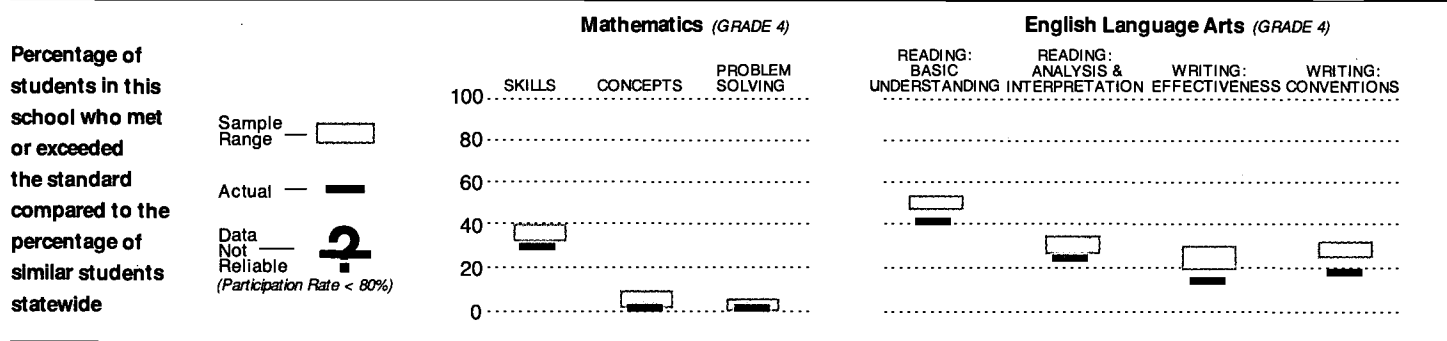 Mathematics (GRADE 4)
English Language Arts (GRADE 4)
Percentage of
students in this
school who met
or exceeded
the standard
compared to the
percentage of
similar students
statewide
Sample
Range
Actual
Data
Not
Reliable
?
(Participation Rate < 80%)
SKILLS
CONCEPTS
PROBLEM
SOLVING
READING:
BASIC
UNDERSTANDING
READING:
ANALYSIS &
INTERPRETATION
WRITING:
EFFECTIVENESS
WRITING:
CONVENTIONS
100
80
60
40
20
0